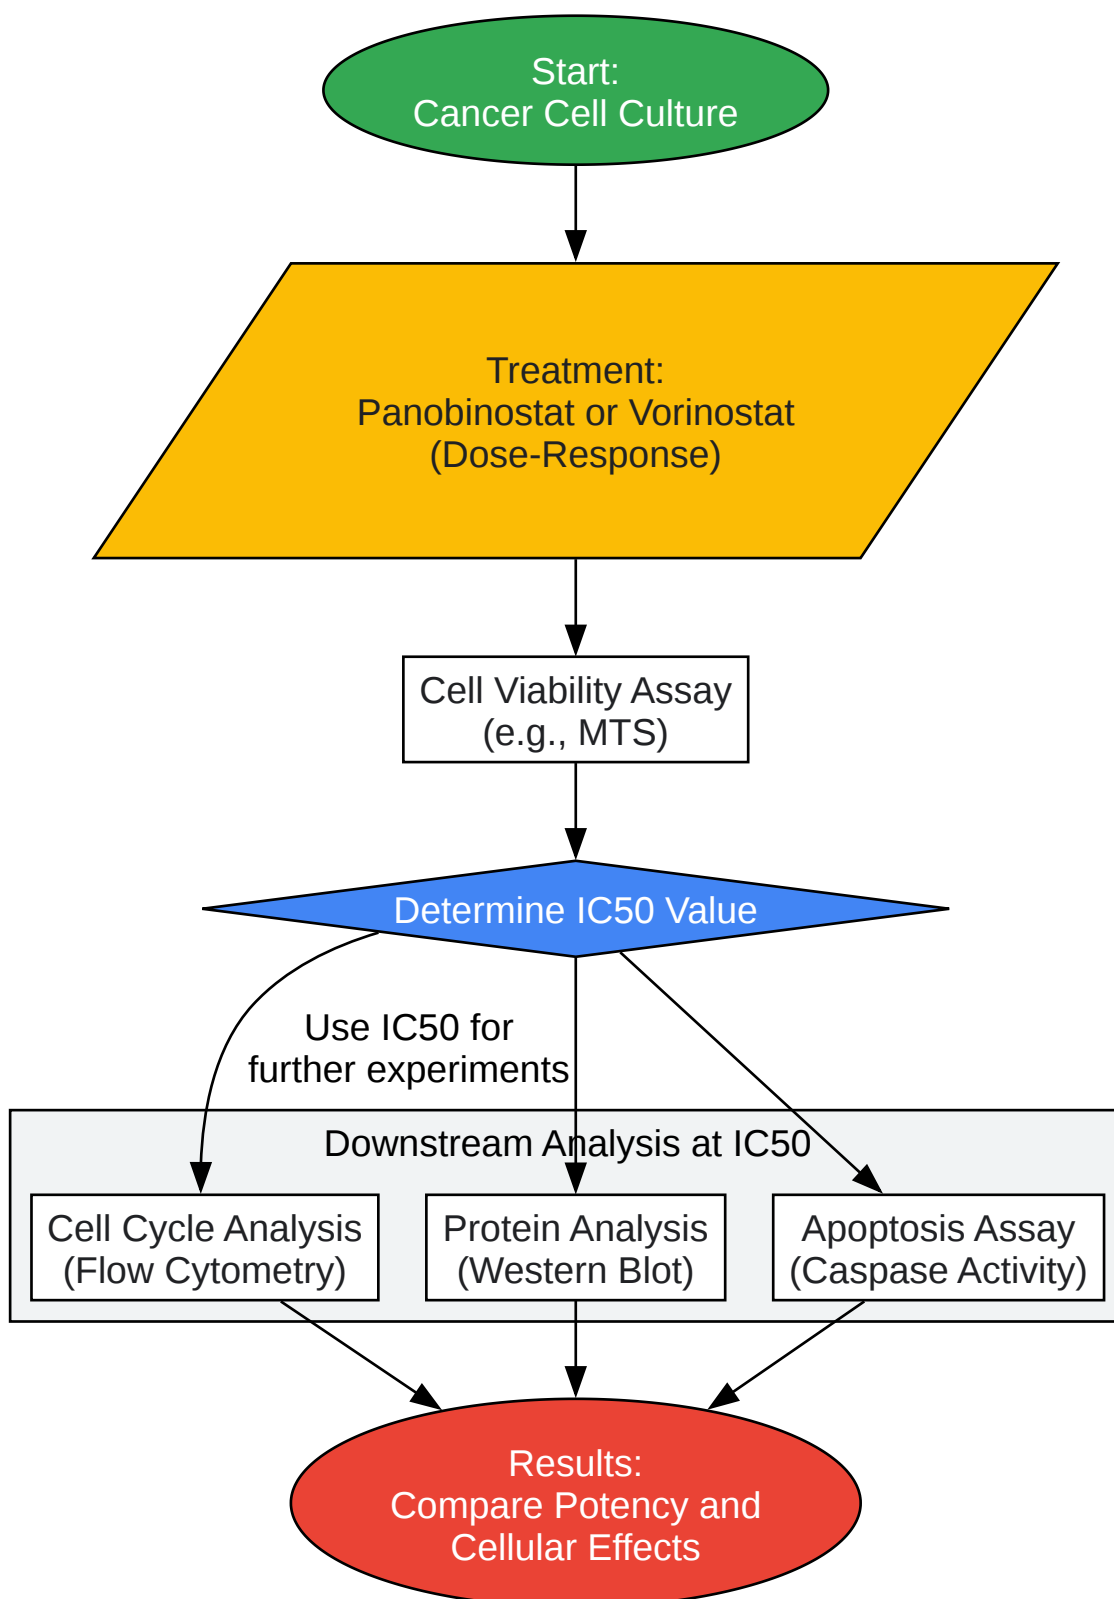 Start:
Cancer Cell Culture
Treatment:
Panobinostat or Vorinostat
(Dose-Response)
Cell Viability Assay
(e.g., MTS)
Determine IC50 Value
Use IC50 for
further experiments
Downstream Analysis at IC50
Cell Cycle Analysis
(Flow Cytometry)
Protein Analysis
(Western Blot)
Apoptosis Assay
(Caspase Activity)
Results:
Compare Potency and
Cellular Effects